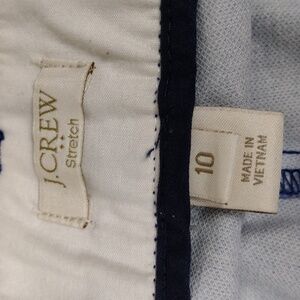 J.CREW
Stretch
10
MADE IN
VIETNAM